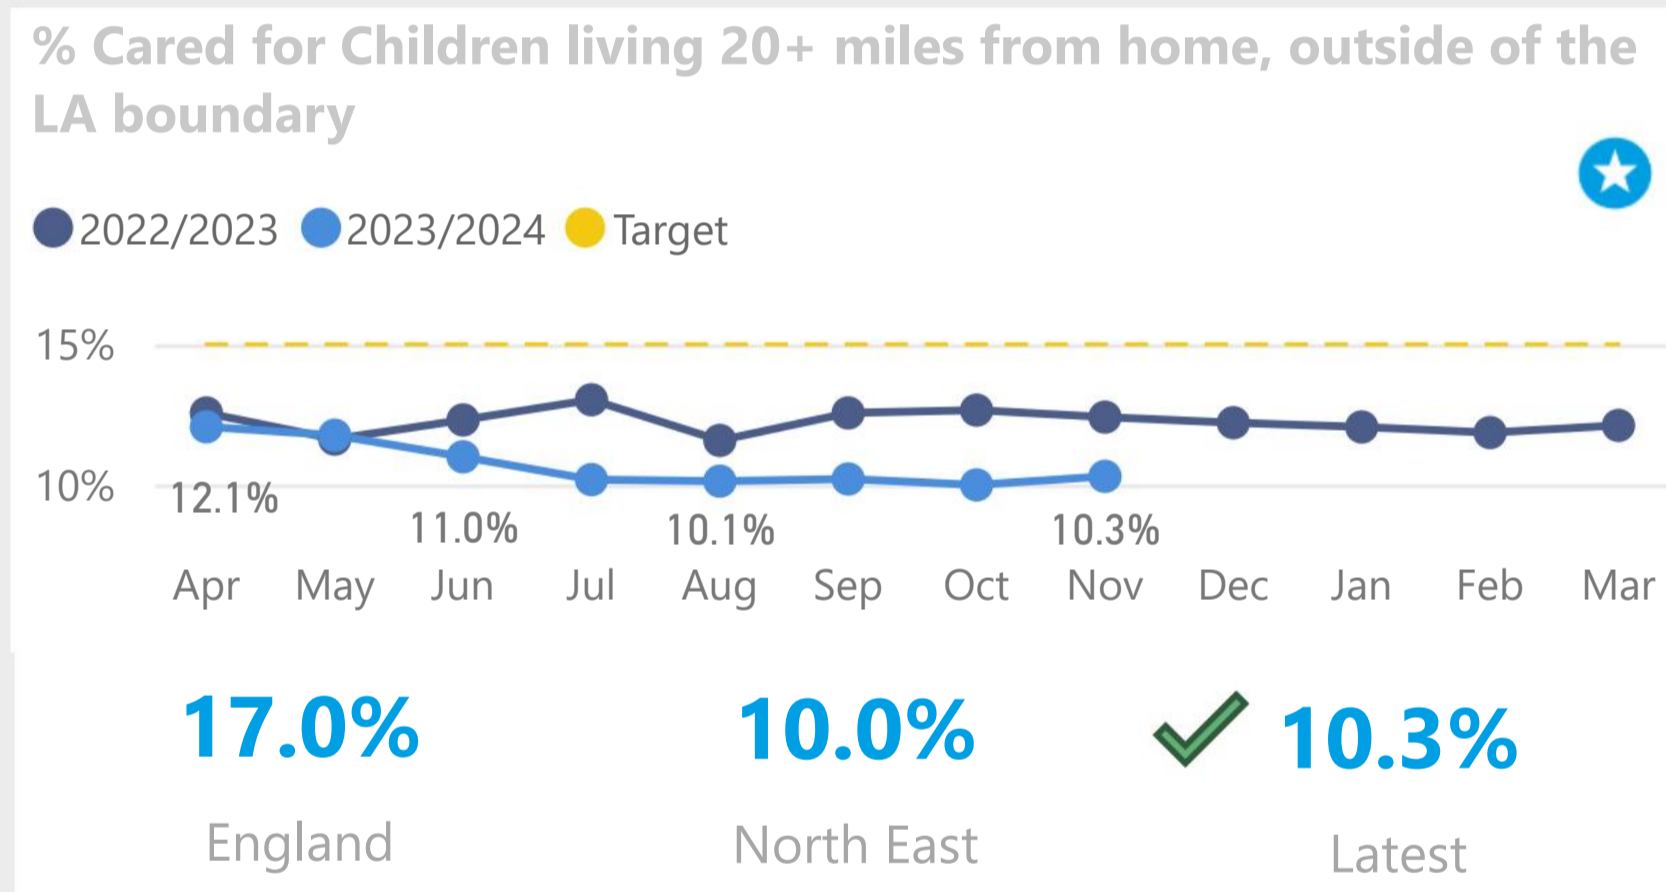 % Cared for Children living 20+ miles from home, outside of the
LA boundary
2022/2023 2023/2024 Target
15%
10%
12.1%
11.0%
10.1%
10.3%
Apr May Jun Jul Aug Sep Oct Nov Dec Jan Feb Mar
17.0% 10.0% 10.3%
England North East Latest